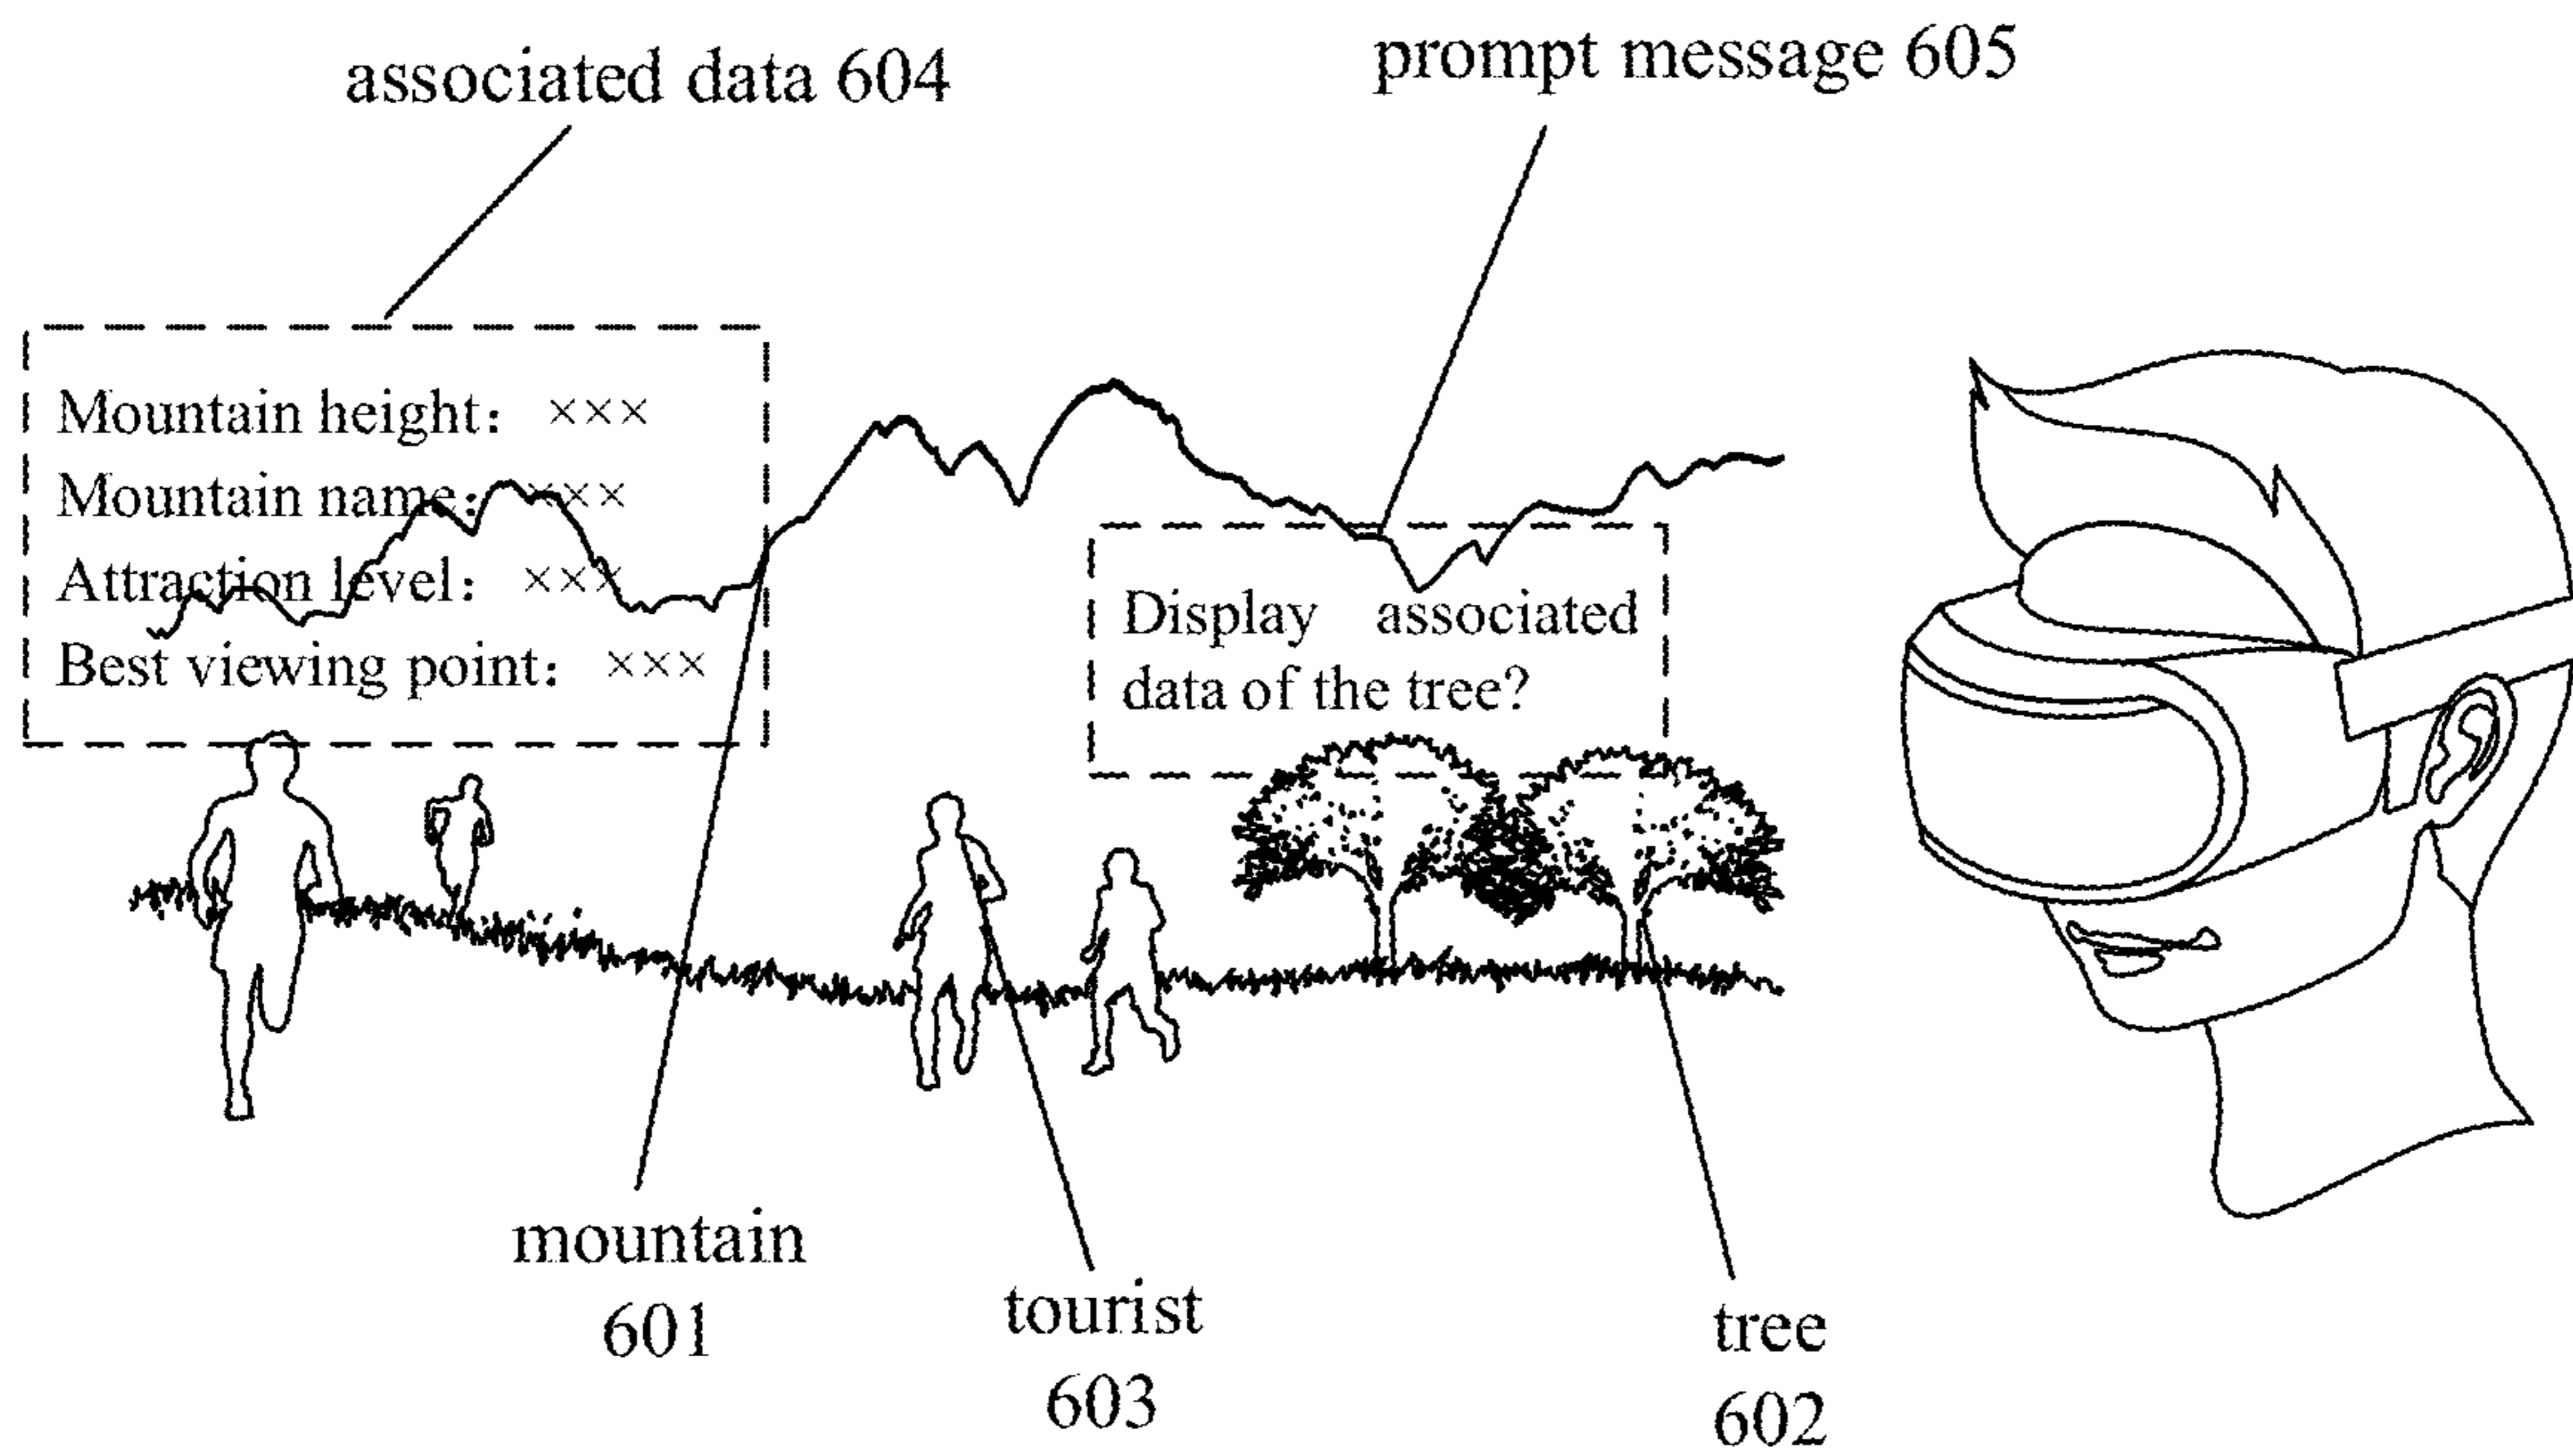 associated data 604
prompt message 605
Mountain height： ×××
Mountain name： ×××
Attraction level： ×××
Best viewing point： ×××
Display associated
data of the tree?
mountain
601
tourist
603
tree
602